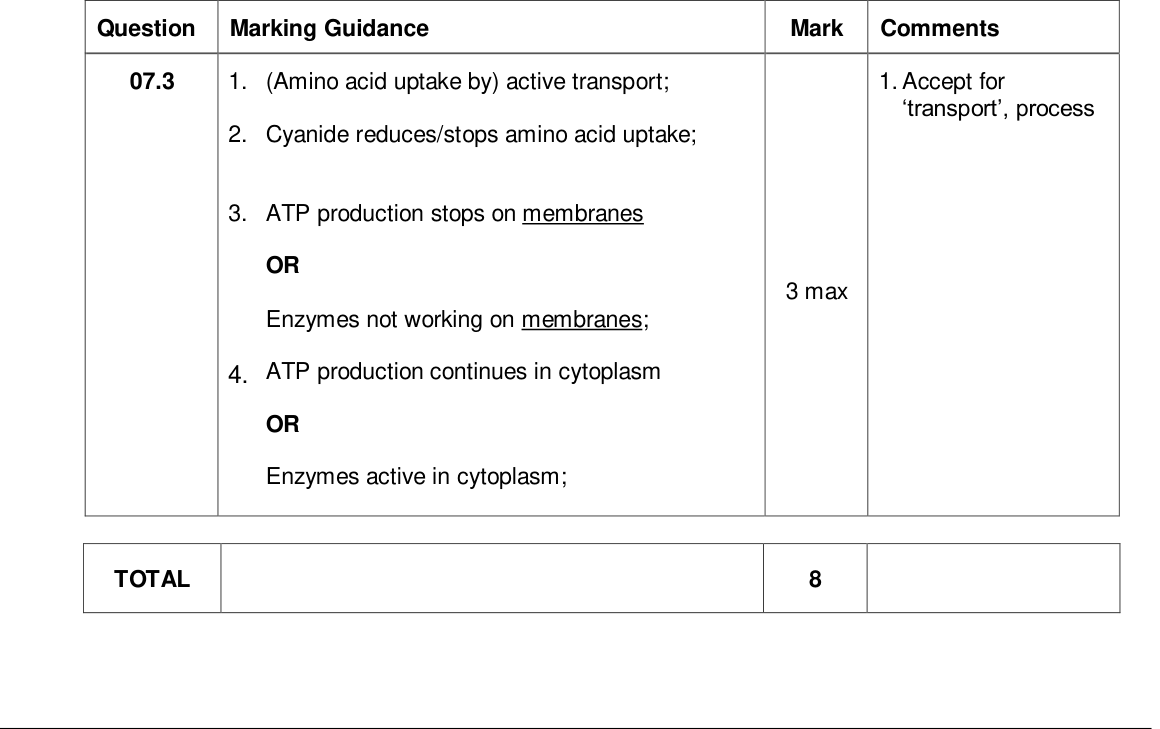 Question Marking Guidance Mark Comments
07.3 1. (Amino acid uptake by) active transport; 1. Accept for
‘transport’, process
2. Cyanide reduces/stops amino acid uptake;
3. ATP production stops on membranes
OR
3 max
Enzymes not working on membranes;
4. ATP production continues in cytoplasm
OR
Enzymes active in cytoplasm;
TOTAL 8